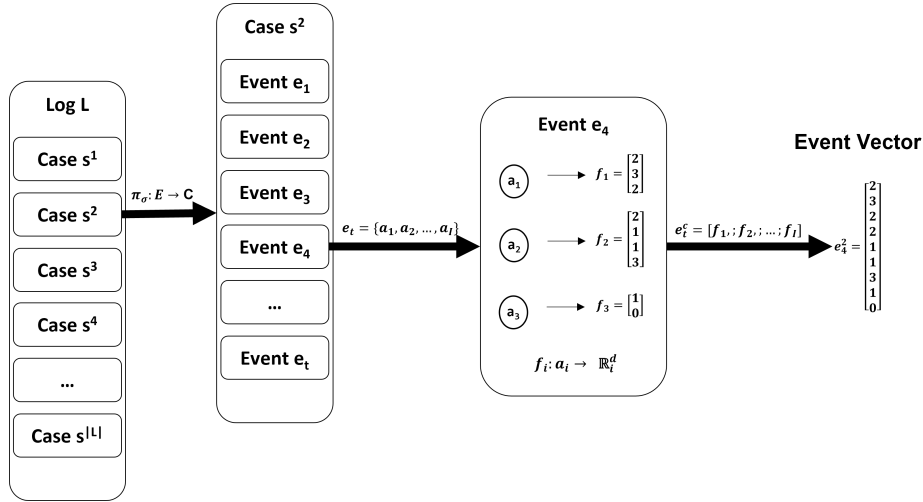 Log L
Case s¹
Case s²
Case s³
Case s⁴
...
Case s|L|
π_σ: E → C
Case s²
Event e₁
Event e₂
Event e₃
Event e₄
...
Event e_t
e_t = {a₁, a₂, ..., a_I}
Event e₄
a₁ → f₁ = [2 3 2]
a₂ → f₂ = [2 1 1 3]
a₃ → f₃ = [1 0]
f_i: a_i → ℝ_i^d
e_t^c = [f₁,; f₂,; ...; f_I]
Event Vector
e₄² = [2 3 2 2 1 1 3 1 0]